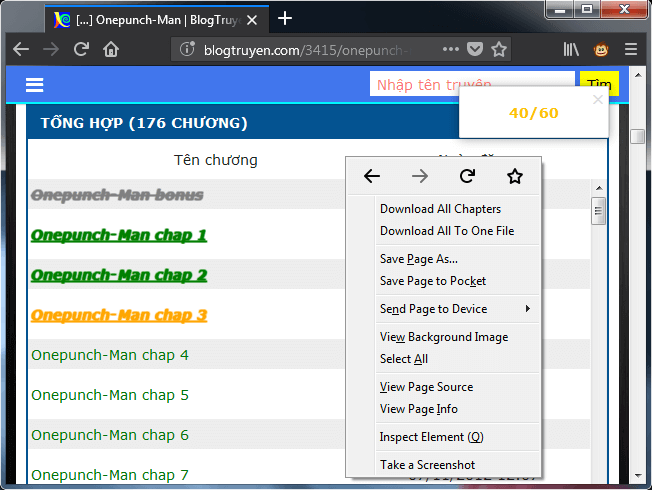 [...] Onepunch-Man | BlogTruyen
blogtruyen.com/3415/onepunch-
Nhập tên truyện
Tìm
40/60
TỔNG HỢP (176 CHƯƠNG)
Tên chương
Onepunch-Man bonus
Onepunch-Man chap 1
Onepunch-Man chap 2
Onepunch-Man chap 3
Onepunch-Man chap 4
Onepunch-Man chap 5
Onepunch-Man chap 6
Onepunch-Man chap 7
Download All Chapters
Download All To One File
Save Page As...
Save Page to Pocket
Send Page to Device
View Background Image
Select All
View Page Source
View Page Info
Inspect Element (Q)
Take a Screenshot